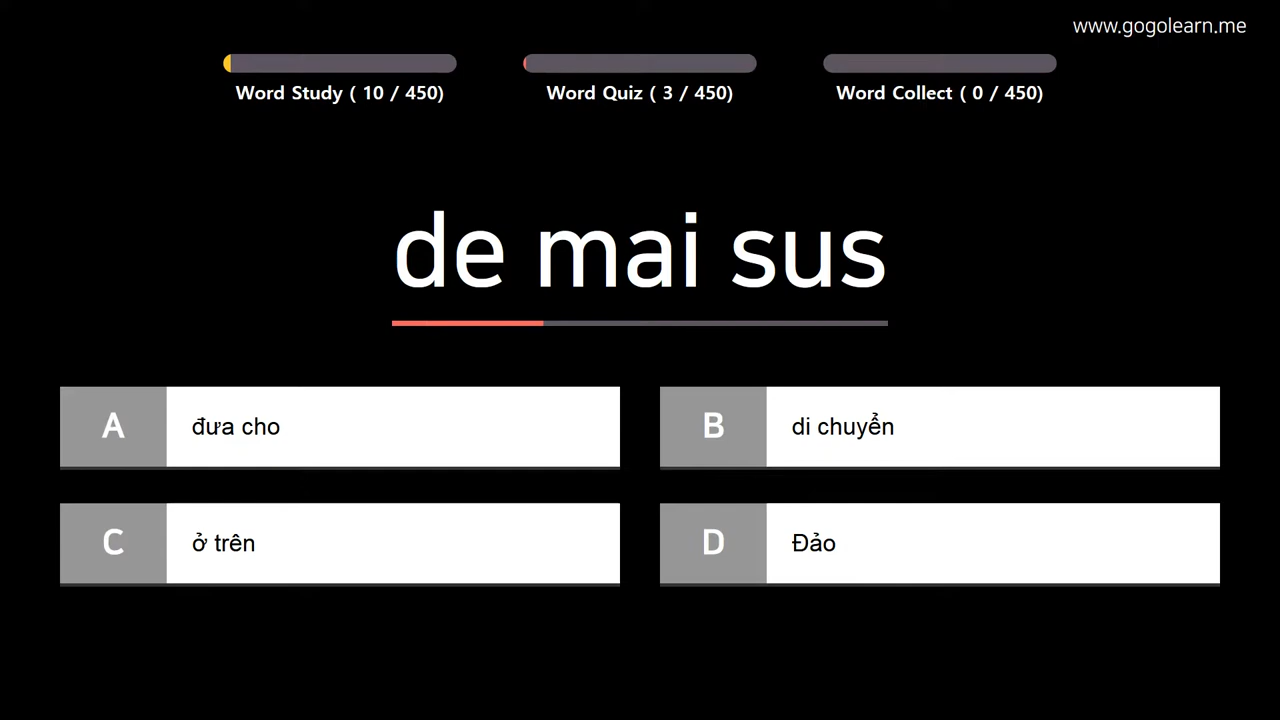 www.gogolearn.me
Word Study ( 10 / 450)
Word Quiz ( 3 / 450)
Word Collect ( 0 / 450)
de mai sus
A đưa cho
B di chuyển
C ở trên
D Đảo